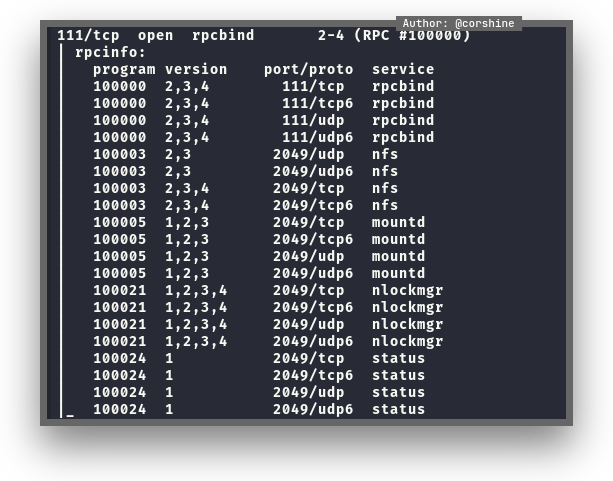 Author: @corshine
111/tcp  open  rpcbind       2-4 (RPC #100000)
| rpcinfo:
|   program version    port/proto  service
|   100000  2,3,4        111/tcp   rpcbind
|   100000  2,3,4        111/tcp6  rpcbind
|   100000  2,3,4        111/udp   rpcbind
|   100000  2,3,4        111/udp6  rpcbind
|   100003  2,3         2049/udp   nfs
|   100003  2,3         2049/udp6  nfs
|   100003  2,3,4       2049/tcp   nfs
|   100003  2,3,4       2049/tcp6  nfs
|   100005  1,2,3       2049/tcp   mountd
|   100005  1,2,3       2049/tcp6  mountd
|   100005  1,2,3       2049/udp   mountd
|   100005  1,2,3       2049/udp6  mountd
|   100021  1,2,3,4     2049/tcp   nlockmgr
|   100021  1,2,3,4     2049/tcp6  nlockmgr
|   100021  1,2,3,4     2049/udp   nlockmgr
|   100021  1,2,3,4     2049/udp6  nlockmgr
|   100024  1           2049/tcp   status
|   100024  1           2049/tcp6  status
|   100024  1           2049/udp   status
|_  100024  1           2049/udp6  status